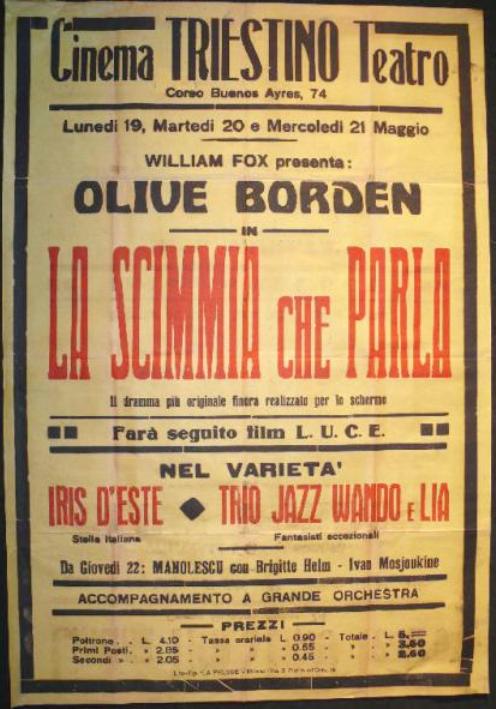 Cinema TRIESTINO Teatro
Corso Buenos Ayres, 74
Lunedì 19, Martedì 20 e Mercoledì 21 Maggio
WILLIAM FOX presenta:
OLIVE BORDEN
IN
LA SCIMMIA CHE PARLA
Il dramma più originale finora realizzato per lo schermo
Farà seguito film L. U. C. E.
NEL VARIETA'
IRIS D'ESTE ◆ TRIO JAZZ WANDO E LIA
Stella Italiana Fantasisti eccezionali
Da Giovedì 22: MANOLESCU con Brigitte Helm - Ivan Mosjoukine
ACCOMPAGNAMENTO A GRANDE ORCHESTRA
PREZZI
Poltrone . . L. 4.10 - Tassa erariale L. 0.90 - Totale . L. 5.=
Primi Posti. . » 2.95 - » » » 0.55 - » . » 3.50
Secondi » . » 2.05 - » » » 0.45 - » . » 2.50